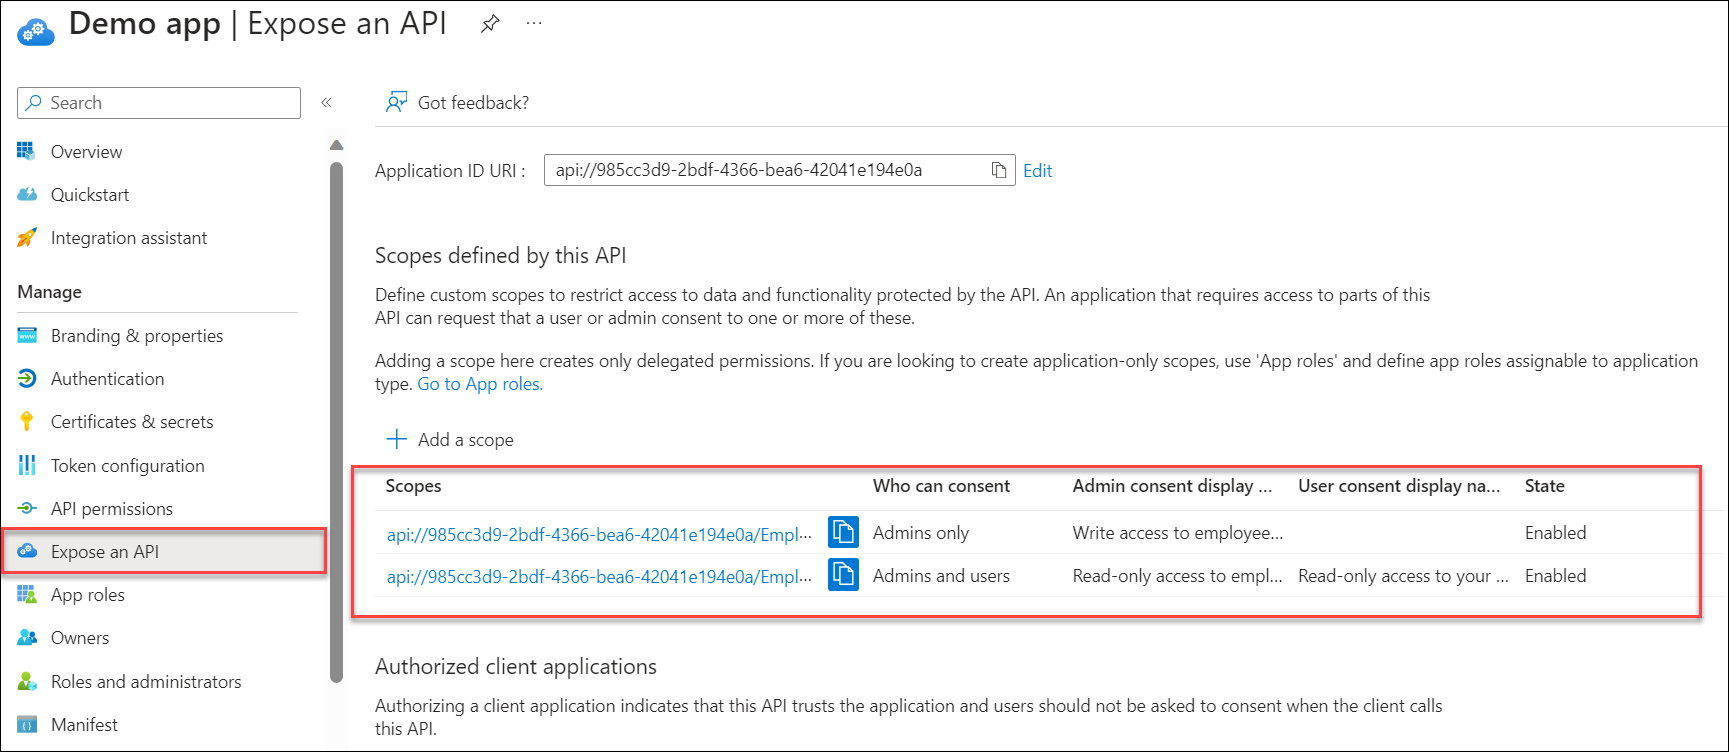 Demo app | Expose an API
Search
«
Got feedback?
Overview
Quickstart
Integration assistant
Manage
Branding & properties
Authentication
Certificates & secrets
Token configuration
API permissions
Expose an API
App roles
Owners
Roles and administrators
Manifest
Application ID URI :
api://985cc3d9-2bdf-4366-bea6-42041e194e0a
Edit
Scopes defined by this API
Define custom scopes to restrict access to data and functionality protected by the API. An application that requires access to parts of this
API can request that a user or admin consent to one or more of these.
Adding a scope here creates only delegated permissions. If you are looking to create application-only scopes, use 'App roles' and define app roles assignable to application
type. Go to App roles.
Add a scope
Scopes Who can consent Admin consent display ... User consent display na... State
api://985cc3d9-2bdf-4366-bea6-42041e194e0a/Empl... Admins only Write access to employee... Enabled
api://985cc3d9-2bdf-4366-bea6-42041e194e0a/Empl... Admins and users Read-only access to empl... Read-only access to your ... Enabled
Authorized client applications
Authorizing a client application indicates that this API trusts the application and users should not be asked to consent when the client calls
this API.